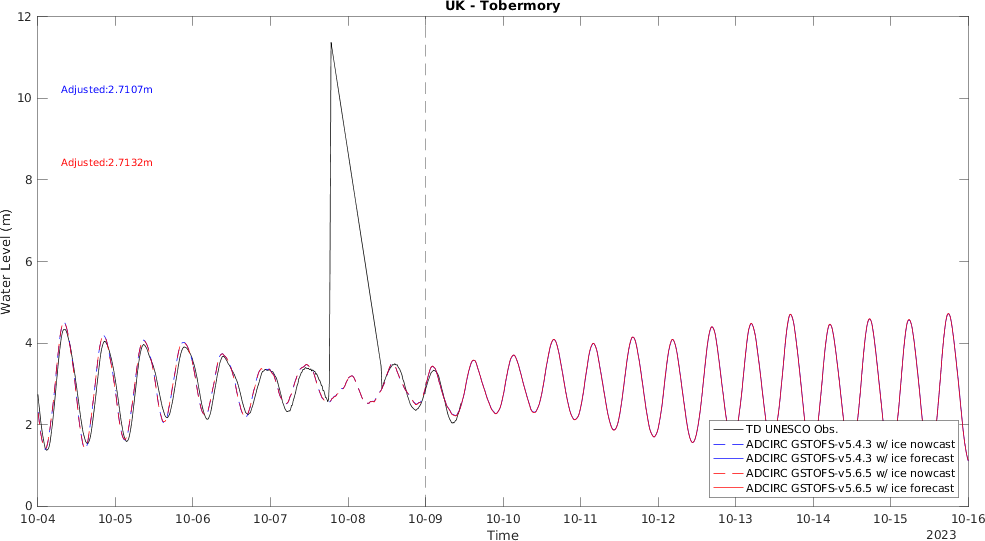 UK - Tobermory
12
10
8
6
4
2
0
Water Level (m)
Adjusted:2.7107m
Adjusted:2.7132m
TD UNESCO Obs.
ADCIRC GSTOFS-v5.4.3 w/ ice nowcast
ADCIRC GSTOFS-v5.4.3 w/ ice forecast
ADCIRC GSTOFS-v5.6.5 w/ ice nowcast
ADCIRC GSTOFS-v5.6.5 w/ ice forecast
10-04 10-05 10-06 10-07 10-08 10-09 10-10 10-11 10-12 10-13 10-14 10-15 10-16
Time
2023